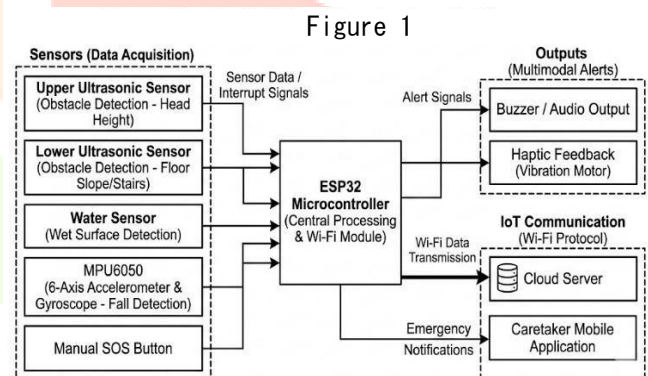 Figure 1
Sensors (Data Acquisition)
Upper Ultrasonic Sensor
(Obstacle Detection - Head
Height)
Lower Ultrasonic Sensor
(Obstacle Detection - Floor
Slope/Stairs)
Water Sensor
(Wet Surface Detection)
MPU6050
(6-Axis Accelerometer &
Gyroscope - Fall Detection)
Manual SOS Button
Sensor Data /
Interrupt Signals
ESP32
Microcontroller
(Central Processing
& Wi-Fi Module)
Alert Signals
Wi-Fi Data
Transmission
Emergency
Notifications
Outputs
(Multimodal Alerts)
Buzzer / Audio Output
Haptic Feedback
(Vibration Motor)
IoT Communication
(Wi-Fi Protocol)
Cloud Server
Caretaker Mobile
Application